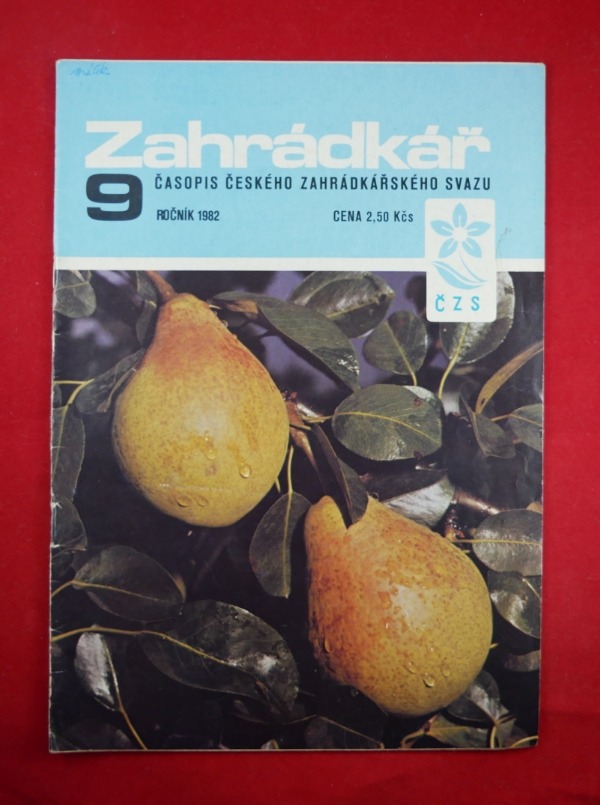 Zahrádkář
9
ČASOPIS ČESKÉHO ZAHRÁDKÁŘSKÉHO SVAZU
ROČNÍK 1982
CENA 2,50 Kčs
ČZS